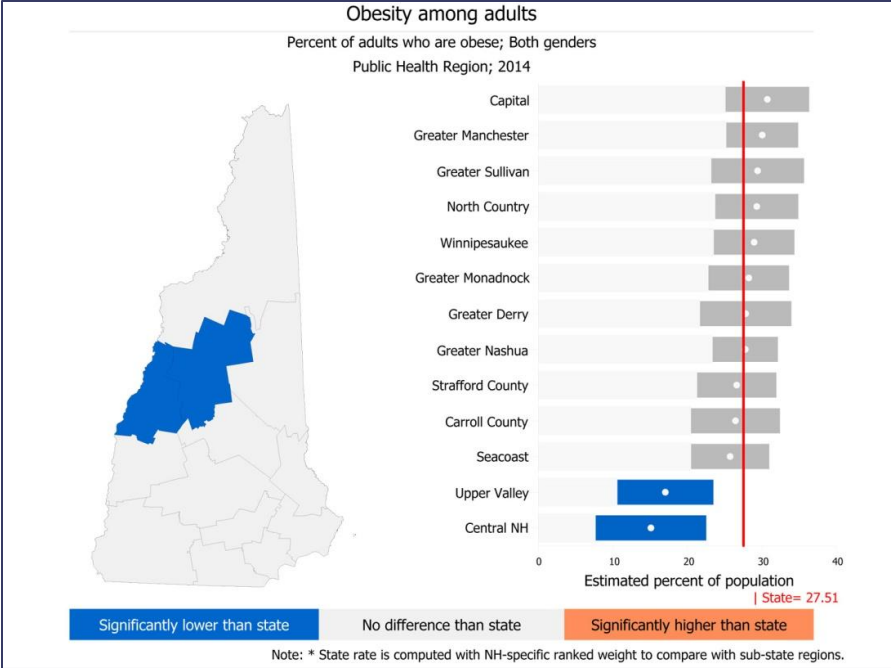 Obesity among adults
Percent of adults who are obese; Both genders
Public Health Region; 2014
Capital
Greater Manchester
Greater Sullivan
North Country
Winnipesaukee
Greater Monadnock
Greater Derry
Greater Nashua
Strafford County
Carroll County
Seacoast
Upper Valley
Central NH
0 10 20 30 40
Estimated percent of population
| State= 27.51
Significantly lower than state No difference than state Significantly higher than state
Note: * State rate is computed with NH-specific ranked weight to compare with sub-state regions.